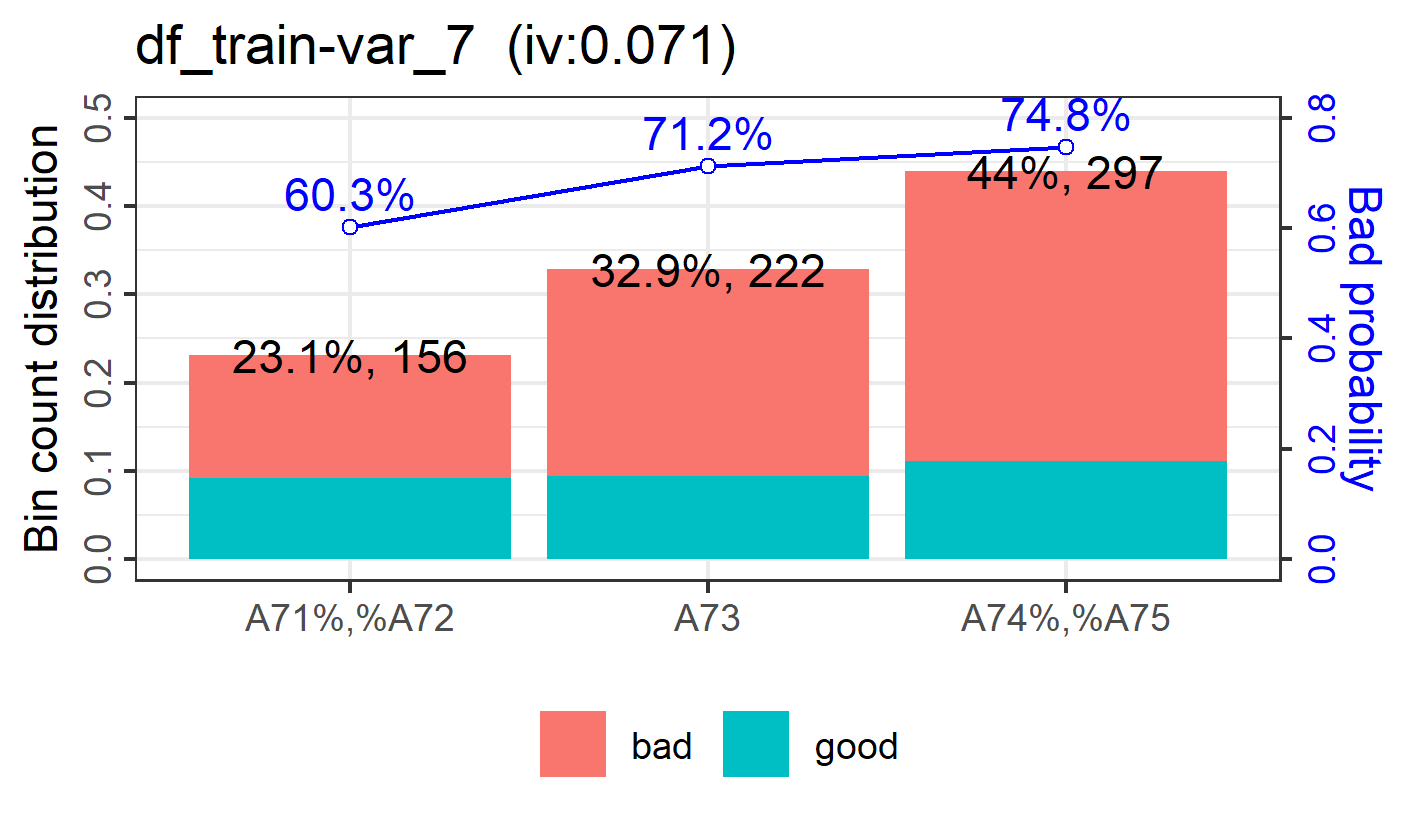 df_train-var_7 (iv:0.071)
Bin count distribution
0.5
0.4
0.3
0.2
0.1
0.0
60.3%
71.2%
74.8%
23.1%, 156
32.9%, 222
44%, 297
0.8
0.6
0.4
0.2
0.0
Bad probability
A71%,%A72
A73
A74%,%A75
bad
good